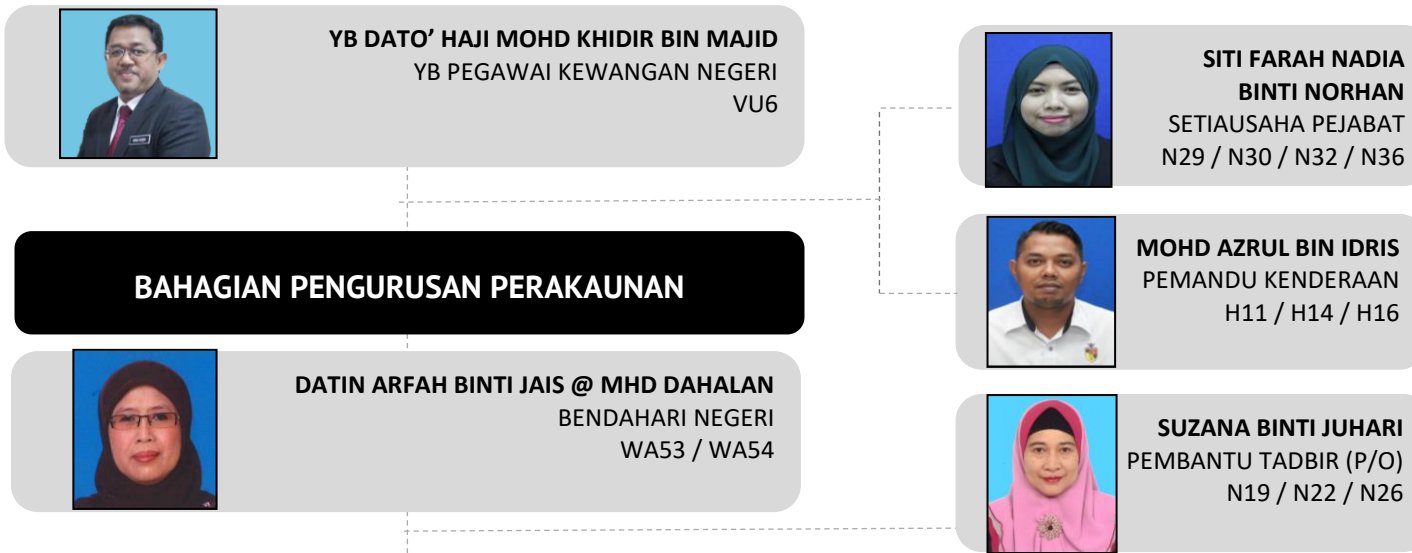 YB DATO’ HAJI MOHD KHIDIR BIN MAJID
YB PEGAWAI KEWANGAN NEGERI
VU6
SITI FARAH NADIA
BINTI NORHAN
SETIAUSAHA PEJABAT
N29 / N30 / N32 / N36
MOHD AZRUL BIN IDRIS
PEMANDU KENDERAAN
H11 / H14 / H16
BAHAGIAN PENGURUSAN PERAKAUNAN
DATIN ARFAH BINTI JAIS @ MHD DAHALAN
BENDAHARI NEGERI
WA53 / WA54
SUZANA BINTI JUHARI
PEMBANTU TADBIR (P/O)
N19 / N22 / N26